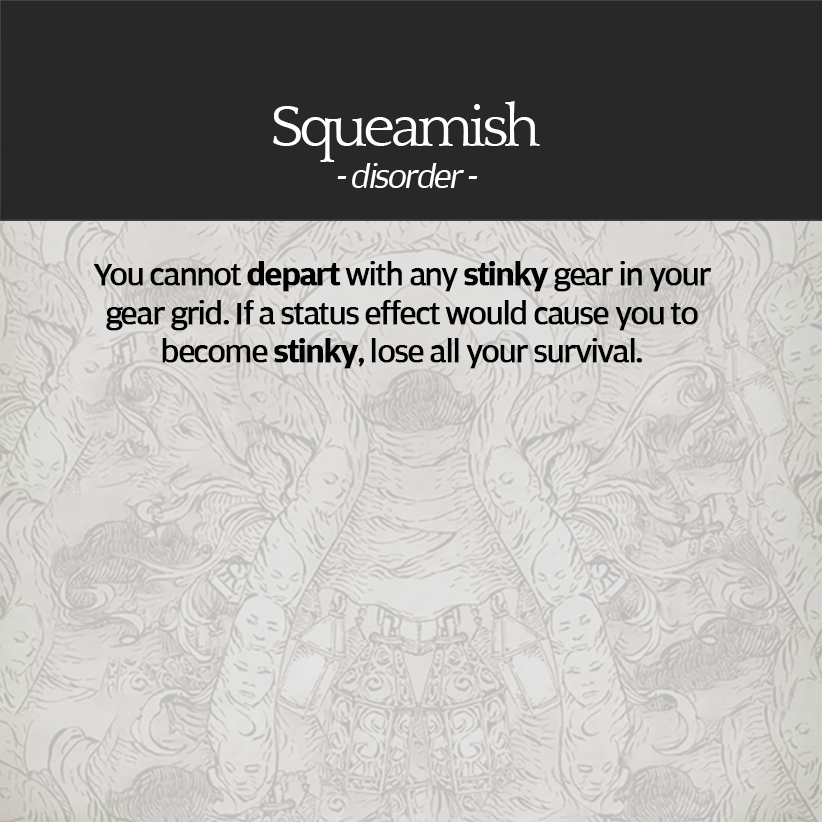 Squeamish
- disorder -
You cannot depart with any stinky gear in your
gear grid. If a status effect would cause you to
become stinky, lose all your survival.